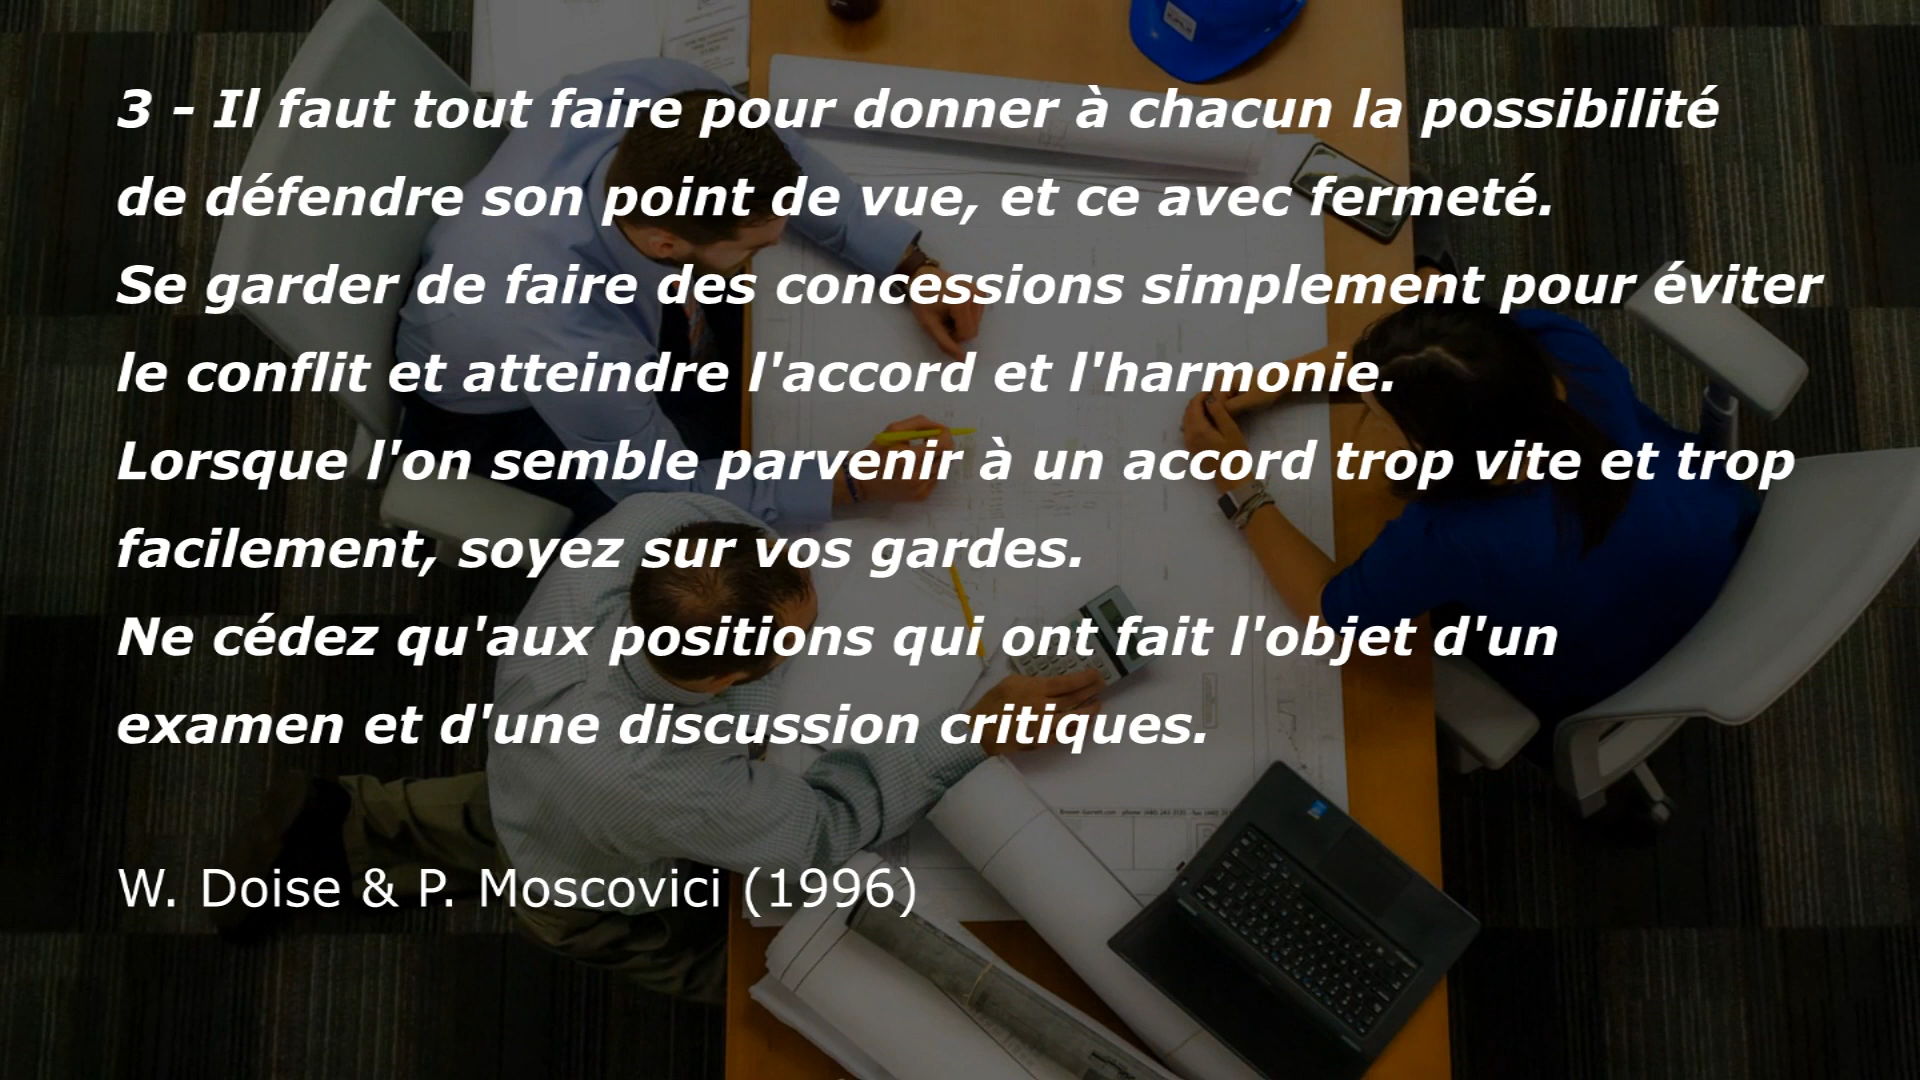 3 - Il faut tout faire pour donner à chacun la possibilité
de défendre son point de vue, et ce avec fermeté.
Se garder de faire des concessions simplement pour éviter
le conflit et atteindre l'accord et l'harmonie.
Lorsque l'on semble parvenir à un accord trop vite et trop
facilement, soyez sur vos gardes.
Ne cédez qu'aux positions qui ont fait l'objet d'un
examen et d'une discussion critiques.
W. Doise & P. Moscovici (1996)